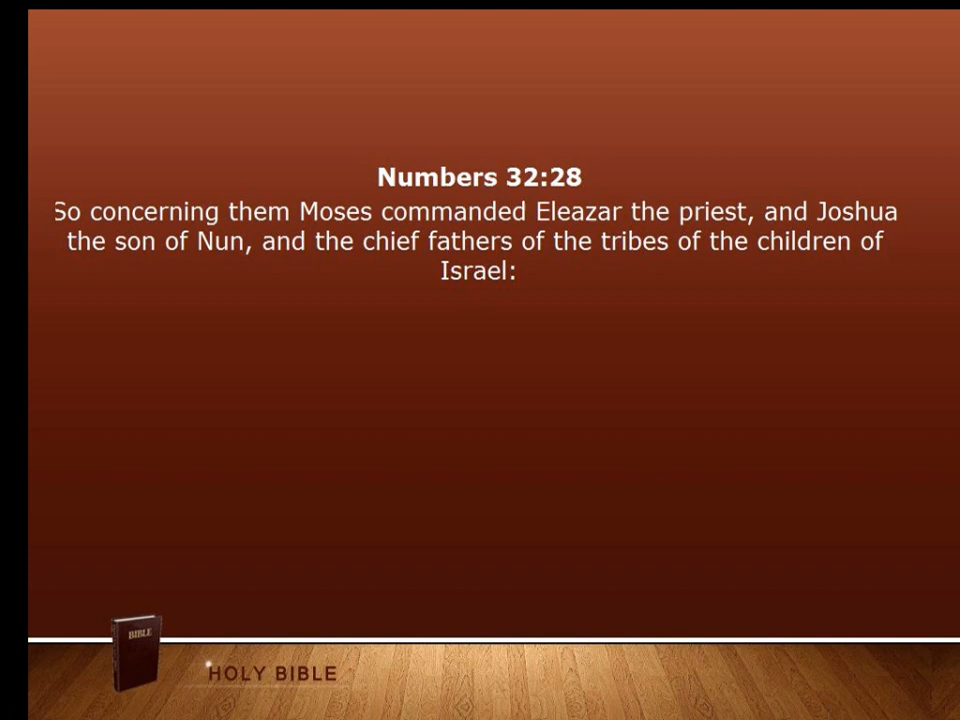 Numbers 32:28
So concerning them Moses commanded Eleazar the priest, and Joshua
the son of Nun, and the chief fathers of the tribes of the children of
Israel:
BIBLE
HOLY BIBLE